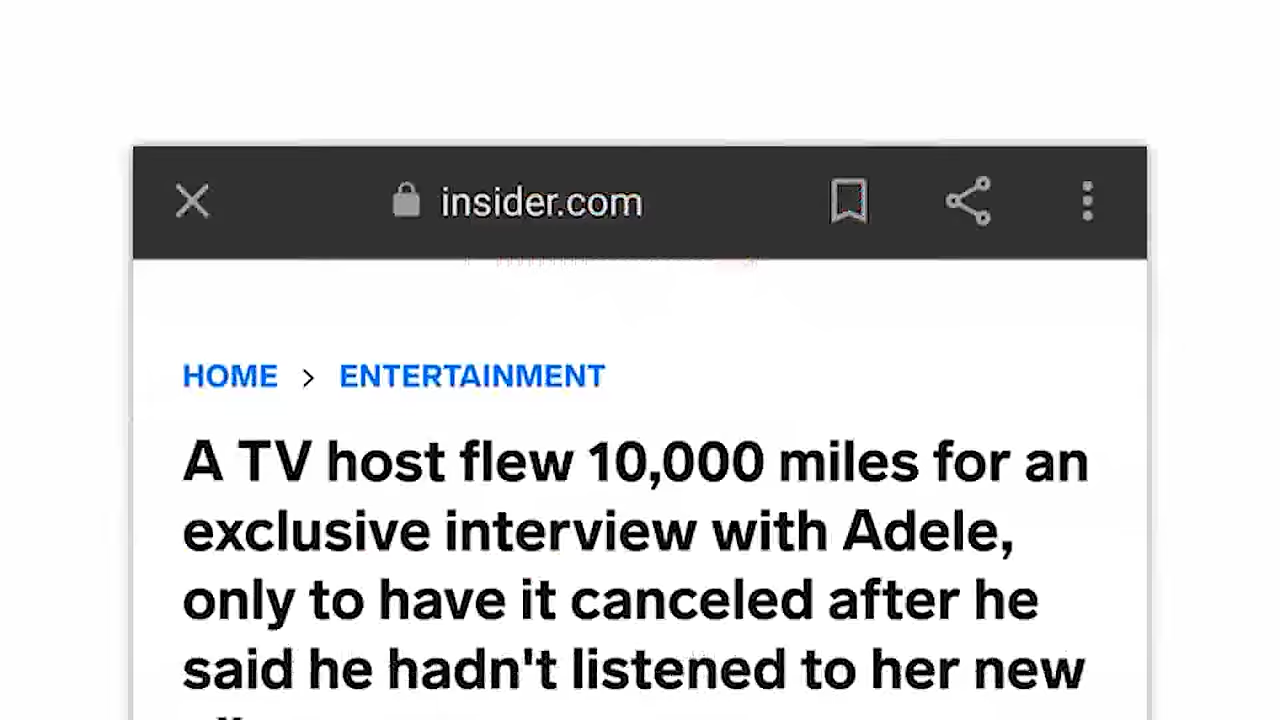 insider.com
HOME > ENTERTAINMENT
A TV host flew 10,000 miles for an
exclusive interview with Adele,
only to have it canceled after he
said he hadn't listened to her new